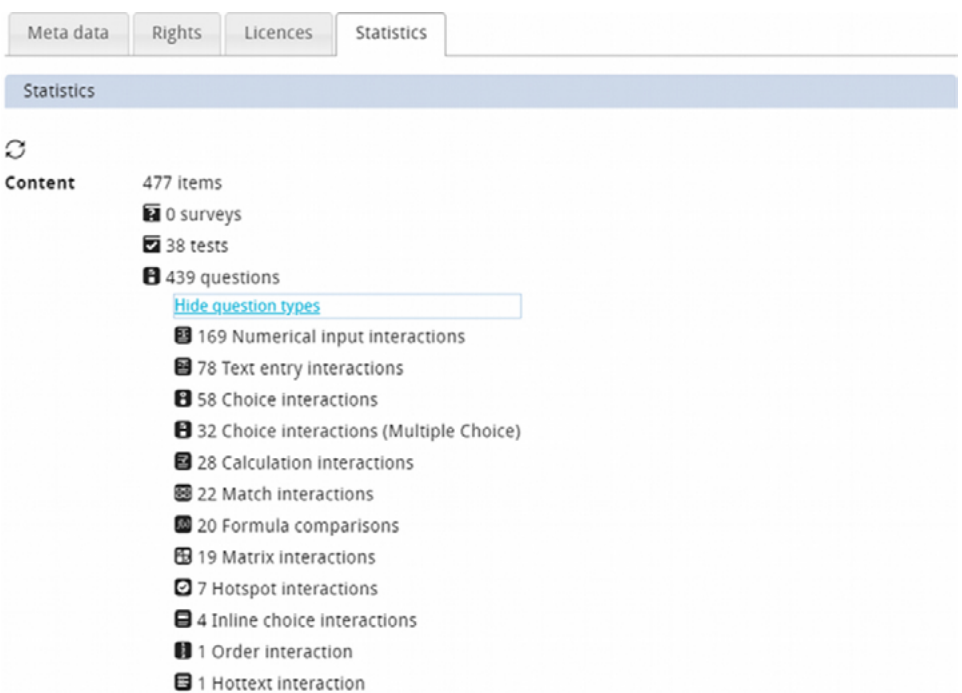 Meta data Rights Licences Statistics
Statistics
Content 477 items
0 surveys
38 tests
439 questions
Hide question types
169 Numerical input interactions
78 Text entry interactions
58 Choice interactions
32 Choice interactions (Multiple Choice)
28 Calculation interactions
22 Match interactions
20 Formula comparisons
19 Matrix interactions
7 Hotspot interactions
4 Inline choice interactions
1 Order interaction
1 Hottext interaction